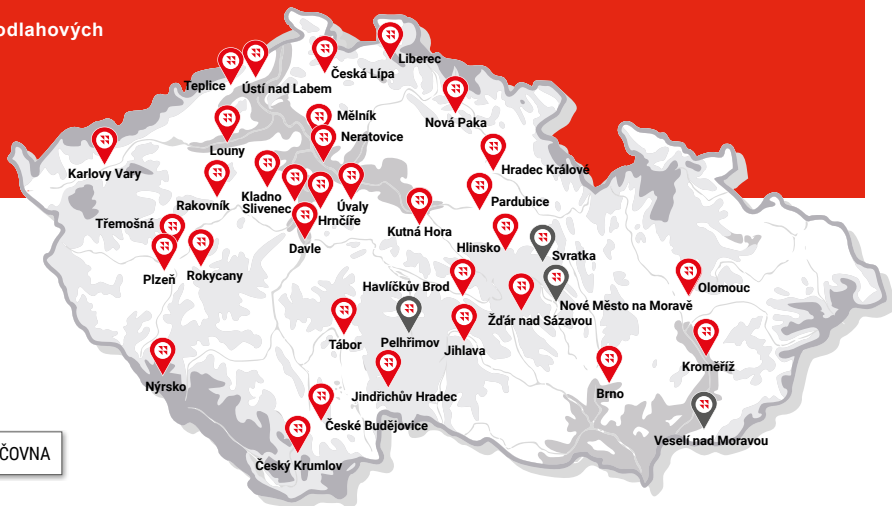 odlahových
Liberec
Česká Lípa
Teplice
Ústí nad Labem
Mělník
Nová Paka
Neratovice
Louny
Hradec Králové
Karlovy Vary
Kladno
Rakovník
Slivenec
Úvaly
Pardubice
Hrnčíře
Třemošná
Kutná Hora
Davle
Hlinsko
Svratka
Plzeň
Rokycany
Havlíčkův Brod
Olomouc
Nové Město na Moravě
Žďár nad Sázavou
Tábor
Pelhřimov
Jihlava
Kroměříž
Nýrsko
Jindřichův Hradec
Brno
České Budějovice
Veselí nad Moravou
ČOVNA
Český Krumlov